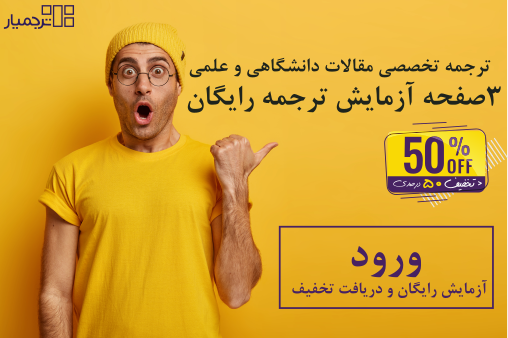 ترجمیار
ترجمه تخصصی مقالات دانشگاهی و علمی
۳صفحه آزمایش ترجمه رایگان
50% OFF
تخفیف ۵۰ درصدی
ورود
آزمایش رایگان و دریافت تخفیف